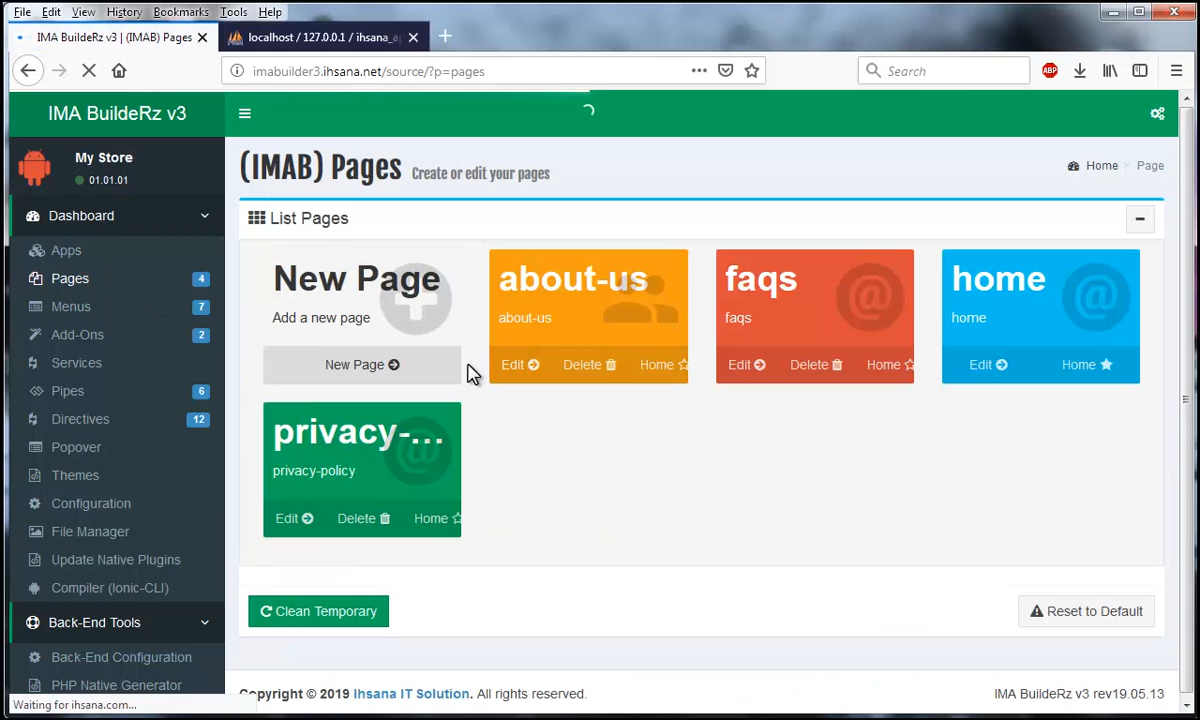 File Edit View History Bookmarks Tools Help
IMA BuildeRz v3 | (IMAB) Pages
localhost / 127.0.0.1 / ihsana_a
imabuilder3.ihsana.net/source/?p=pages
Search
ABP
IMA BuildeRz v3
My Store
01.01.01
Dashboard
Apps
Pages 4
Menus 7
Add-Ons 2
Services
Pipes 6
Directives 12
Popover
Themes
Configuration
File Manager
Update Native Plugins
Compiler (Ionic-CLI)
Back-End Tools
Back-End Configuration
PHP Native Generator
(IMAB) Pages Create or edit your pages
Home > Page
List Pages
New Page
Add a new page
New Page
about-us
about-us
Edit Delete Home
faqs
faqs
Edit Delete Home
home
home
Edit Home
privacy-...
privacy-policy
Edit Delete Home
Clean Temporary
Reset to Default
Copyright © 2019 Ihsana IT Solution. All rights reserved.
IMA BuildeRz v3 rev19.05.13
Waiting for ihsana.com...